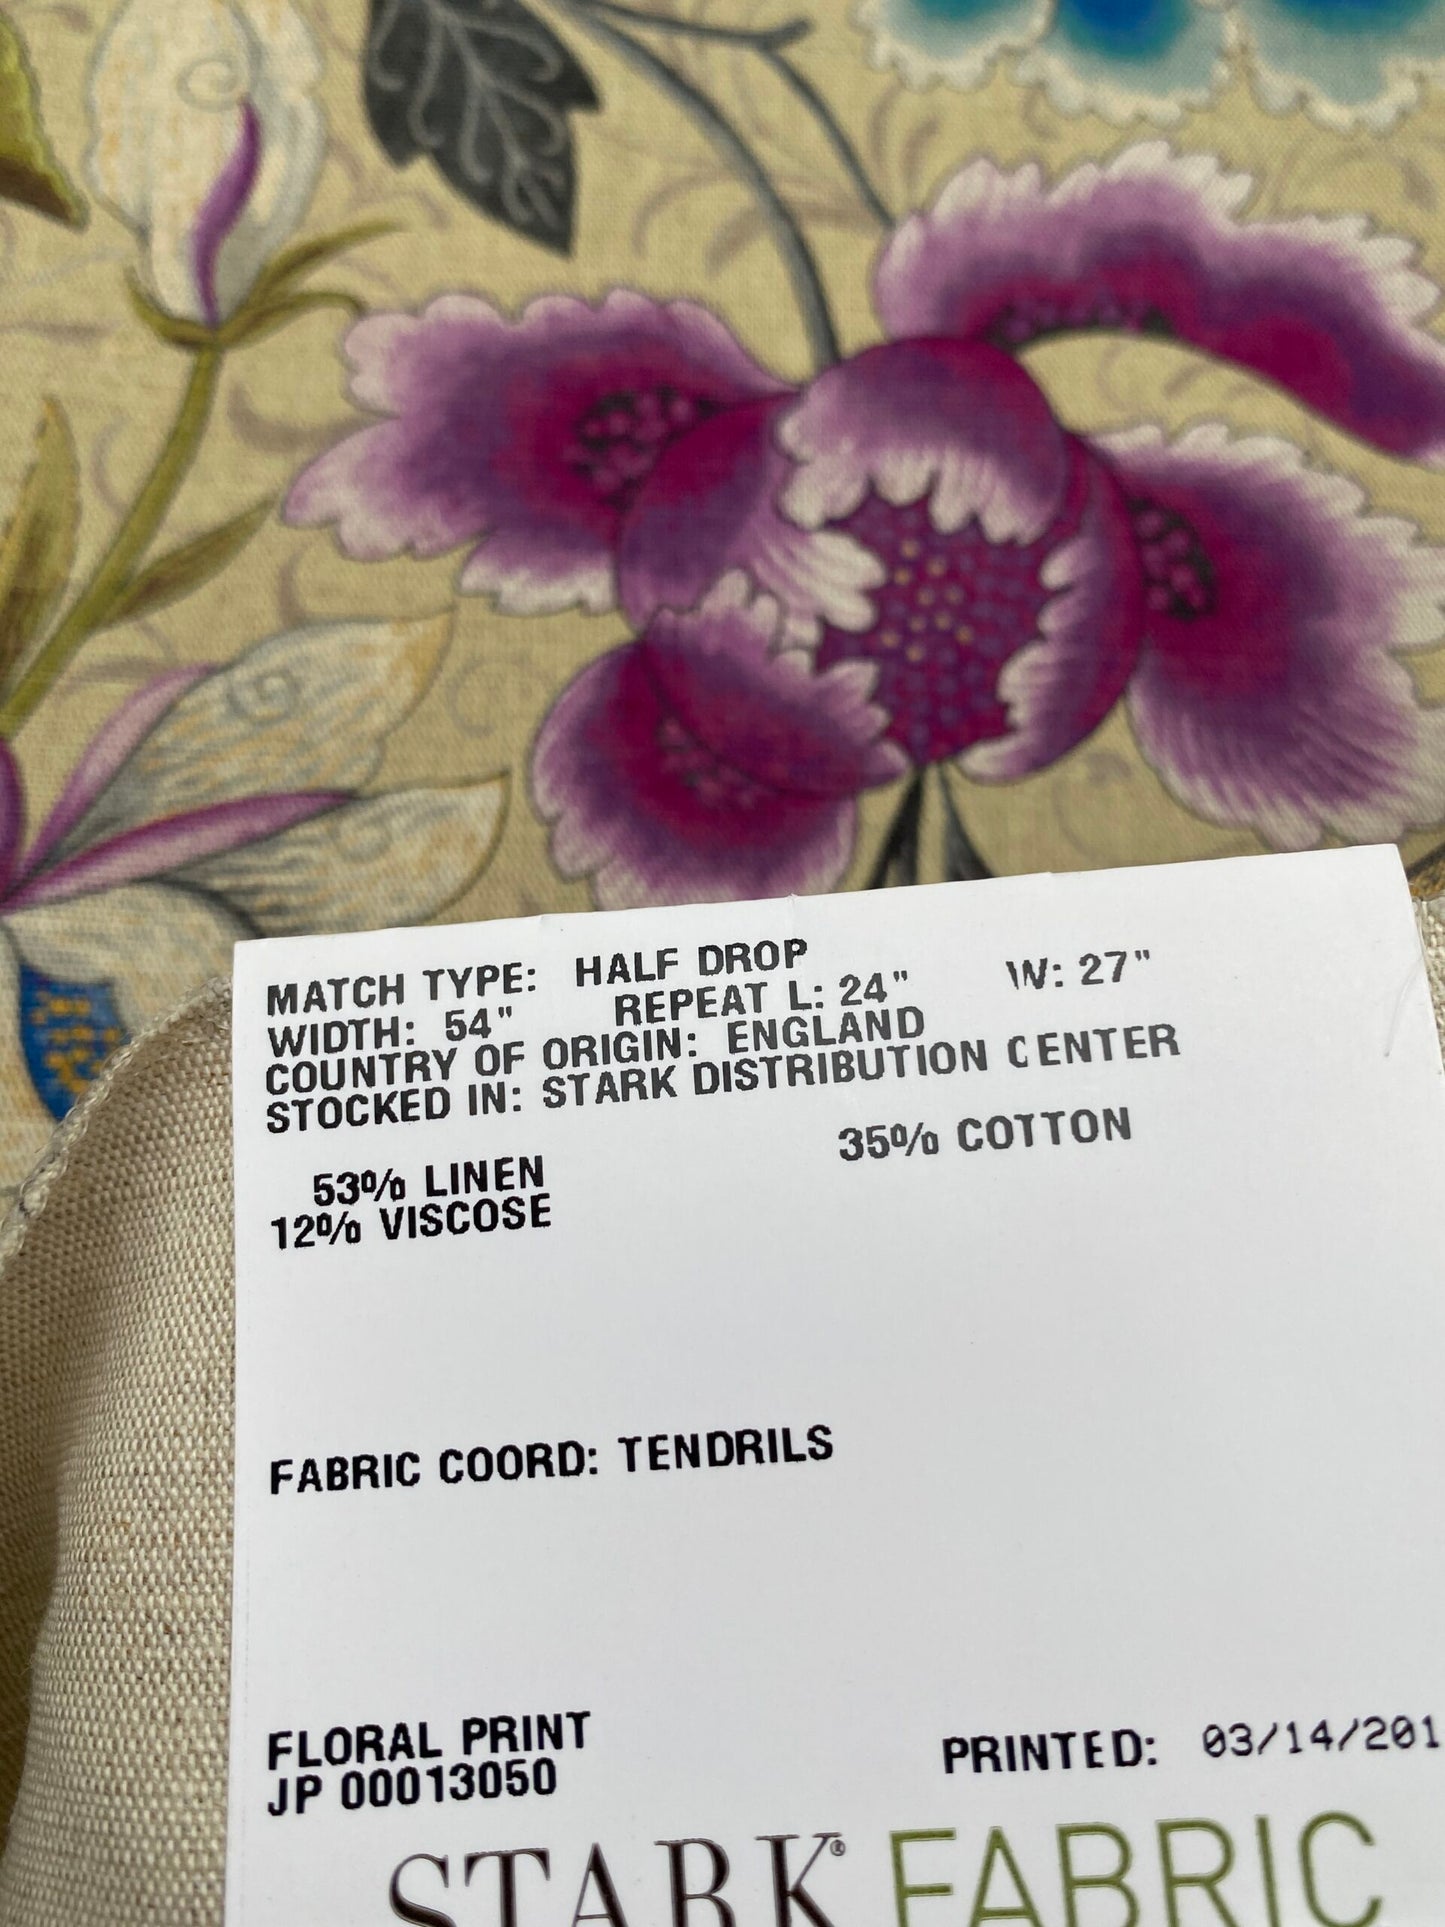 MATCH TYPE: HALF DROP
WIDTH: 54" REPEAT L: 24" W: 27"
COUNTRY OF ORIGIN: ENGLAND
STOCKED IN: STARK DISTRIBUTION CENTER
53% LINEN 35% COTTON
12% VISCOSE
FABRIC COORD: TENDRILS
FLORAL PRINT
JP 00013050 PRINTED: 03/14/201
STARK® FABRIC